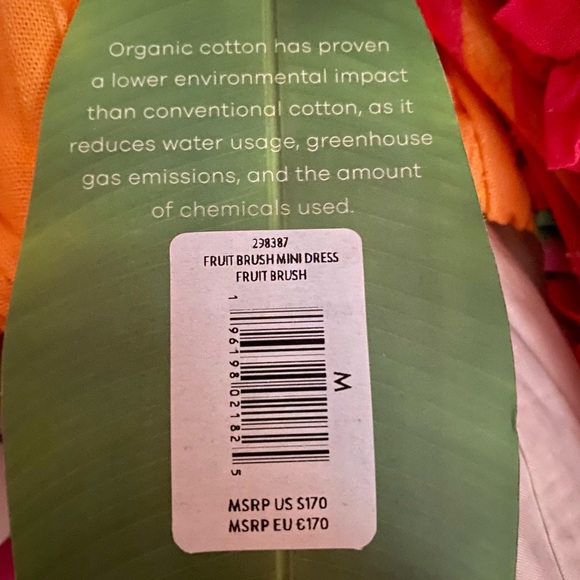 Organic cotton has proven
a lower environmental impact
than conventional cotton, as it
reduces water usage, greenhouse
gas emissions, and the amount
of chemicals used.
298387
FRUIT BRUSH MINI DRESS
FRUIT BRUSH
1 96198 02182 5
M
MSRP US $170
MSRP EU €170